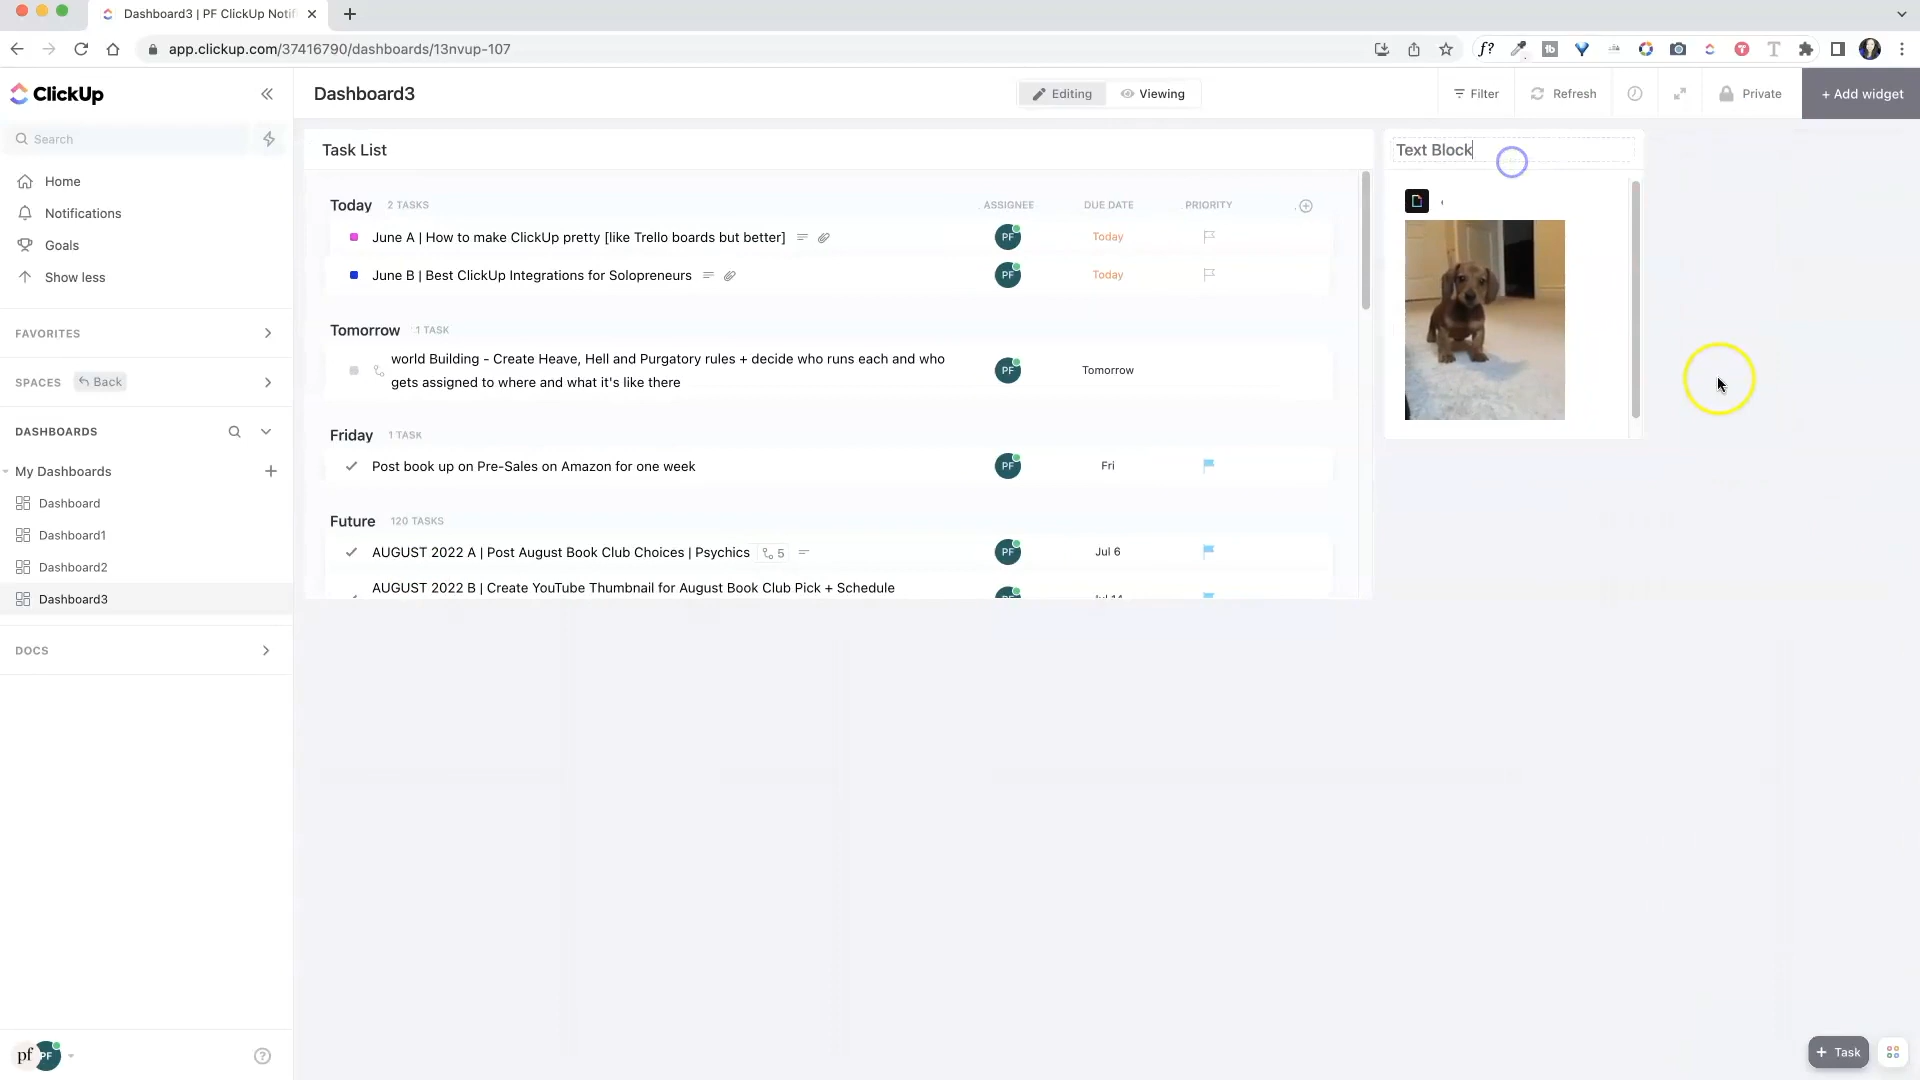 Dashboard3 | PF ClickUp Notif
app.clickup.com/37416790/dashboards/13nvup-107
ClickUp
Dashboard3
Editing
Viewing
Filter
Refresh
Private
+ Add widget
Search
Home
Notifications
Goals
Show less
FAVORITES
SPACES
Back
DASHBOARDS
My Dashboards
Dashboard
Dashboard1
Dashboard2
Dashboard3
DOCS
pf PF
Task List
Today 2 TASKS ASSIGNEE DUE DATE PRIORITY
June A | How to make ClickUp pretty [like Trello boards but better] PF Today
June B | Best ClickUp Integrations for Solopreneurs PF Today
Tomorrow 1 TASK
world Building - Create Heave, Hell and Purgatory rules + decide who runs each and who
gets assigned to where and what it's like there PF Tomorrow
Friday 1 TASK
Post book up on Pre-Sales on Amazon for one week PF Fri
Future 120 TASKS
AUGUST 2022 A | Post August Book Club Choices | Psychics 5 PF Jul 6
AUGUST 2022 B | Create YouTube Thumbnail for August Book Club Pick + Schedule
Text Block
+ Task